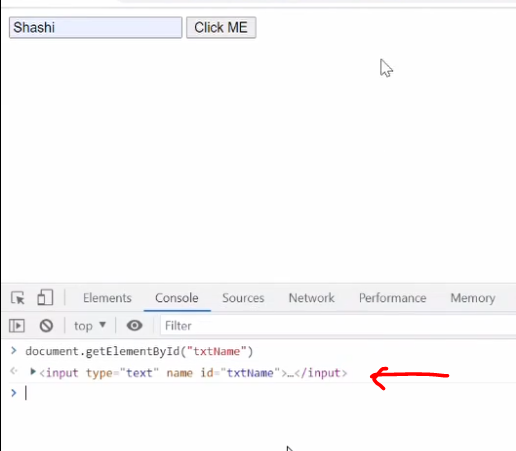 Shashi Click ME
Elements Console Sources Network Performance Memory
top Filter
document.getElementById("txtName")
<input type="text" name id="txtName">…</input>